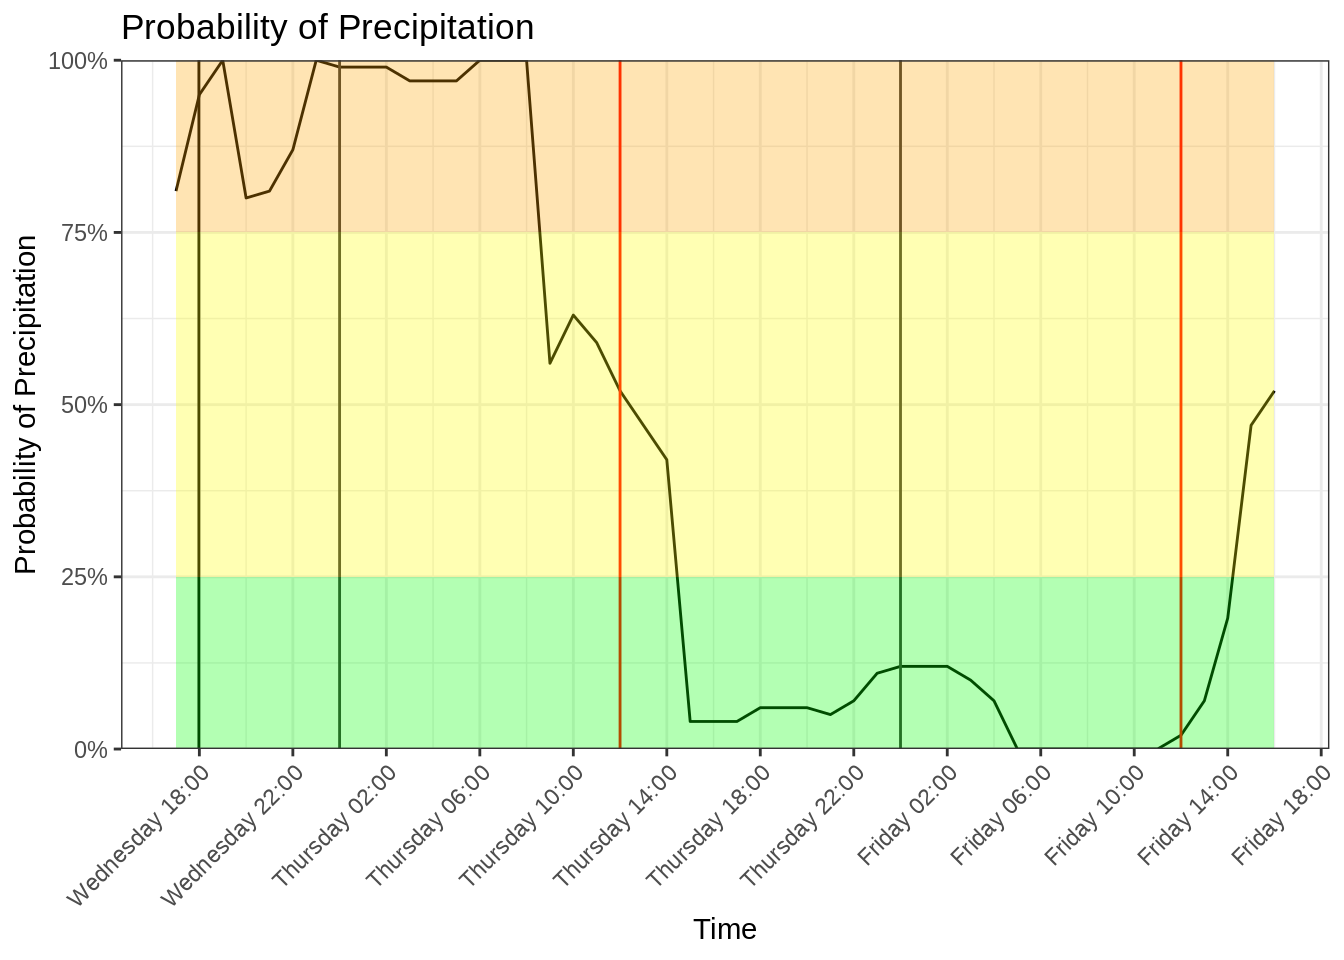 Probability of Precipitation
Probability of Precipitation
100%
75%
50%
25%
0%
Wednesday 18:00
Wednesday 22:00
Thursday 02:00
Thursday 06:00
Thursday 10:00
Thursday 14:00
Thursday 18:00
Thursday 22:00
Friday 02:00
Friday 06:00
Friday 10:00
Friday 14:00
Friday 18:00
Time